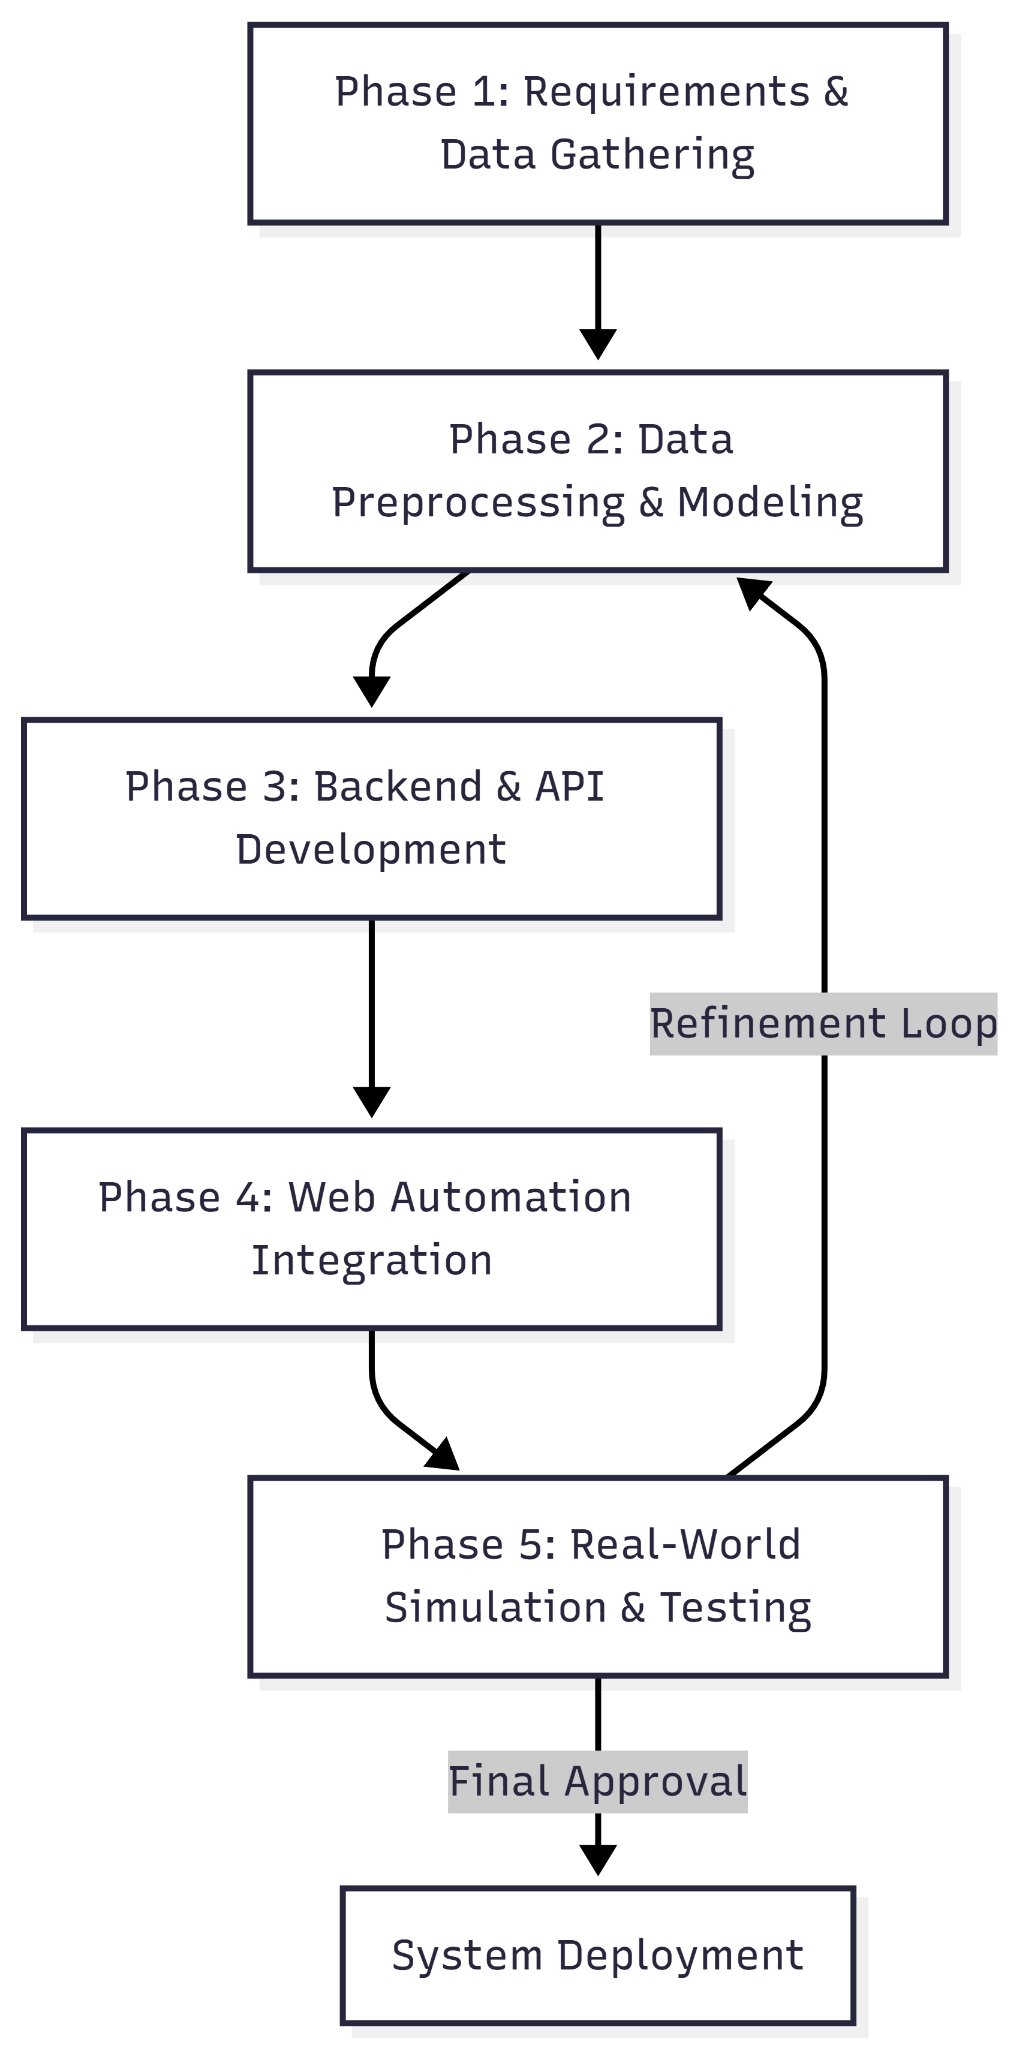 Phase 1: Requirements &
Data Gathering
Phase 2: Data
Preprocessing & Modeling
Phase 3: Backend & API
Development
Refinement Loop
Phase 4: Web Automation
Integration
Phase 5: Real-World
Simulation & Testing
Final Approval
System Deployment